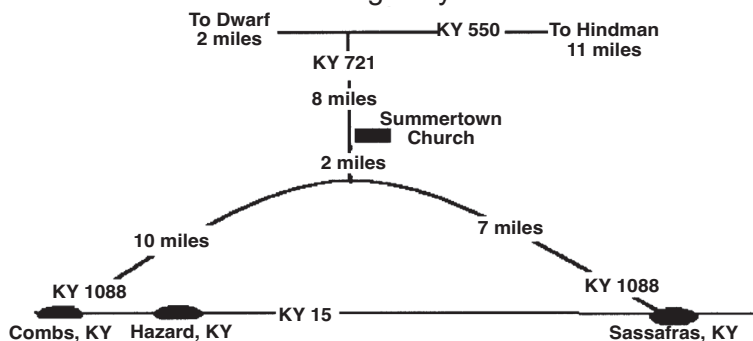 To Dwarf
2 miles
KY 550
To Hindman
11 miles
KY 721
8 miles
Summertown
Church
2 miles
10 miles
7 miles
KY 1088
KY 1088
KY 15
Combs, KY
Hazard, KY
Sassafras, KY